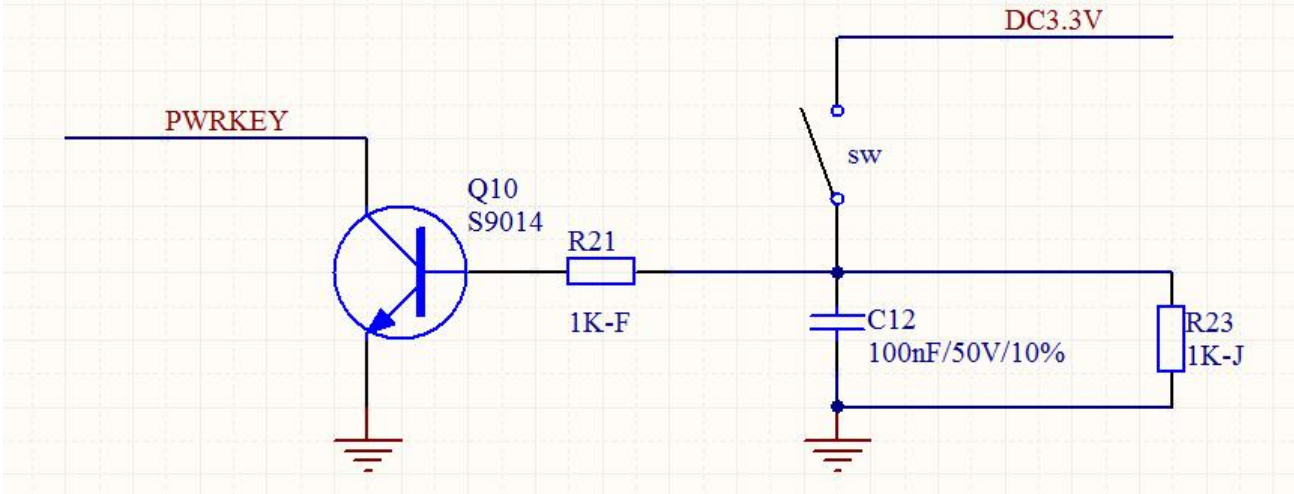 DC3.3V
PWRKEY
sw
Q10
S9014
R21
1K-F
C12
100nF/50V/10%
R23
1K-J